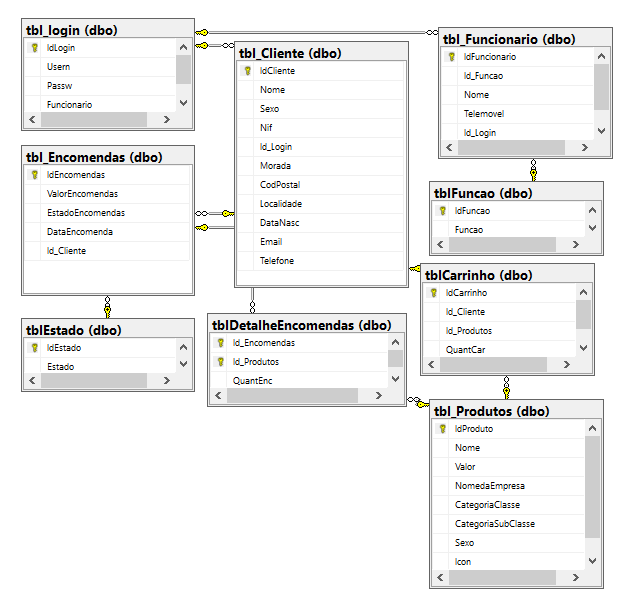 tbl_login (dbo)
IdLogin
Usern
Passw
Funcionario
tbl_Cliente (dbo)
IdCliente
Nome
Sexo
Nif
Id_Login
Morada
CodPostal
Localidade
DataNasc
Email
Telefone
tbl_Funcionario (dbo)
IdFuncionario
Id_Funcao
Nome
Telemovel
Id_Login
tbl_Encomendas (dbo)
IdEncomendas
ValorEncomendas
EstadoEncomendas
DataEncomenda
Id_Cliente
tblFuncao (dbo)
IdFuncao
Funcao
tblCarrinho (dbo)
IdCarrinho
Id_Cliente
Id_Produtos
QuantCar
tblEstado (dbo)
IdEstado
Estado
tblDetalheEncomendas (dbo)
Id_Encomendas
Id_Produtos
QuantEnc
tbl_Produtos (dbo)
IdProduto
Nome
Valor
NomedaEmpresa
CategoriaClasse
CategoriaSubClasse
Sexo
Icon